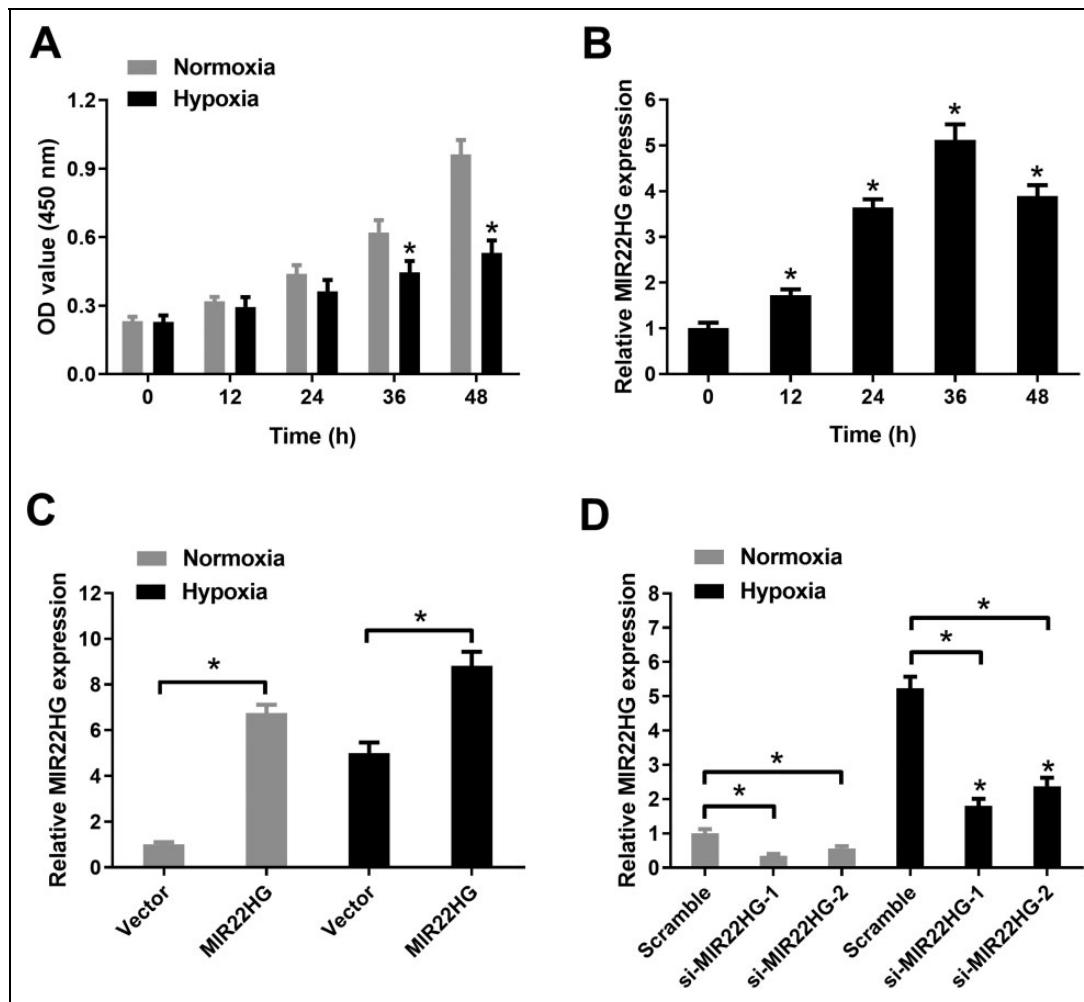 A
Normoxia
Hypoxia
OD value (450 nm)
1.2
0.9
0.6
0.3
0.0
* *
0 12 24 36 48
Time (h)
B
Relative MIR22HG expression
6
5
4
3
2
1
0
* * * *
0 12 24 36 48
Time (h)
C
Normoxia
Hypoxia
Relative MIR22HG expression
12
10
8
6
4
2
0
* *
Vector
MIR22HG
Vector
MIR22HG
D
Normoxia
Hypoxia
Relative MIR22HG expression
8
7
6
5
4
3
2
1
0
* * * * * *
Scramble
si-MIR22HG-1
si-MIR22HG-2
Scramble
si-MIR22HG-1
si-MIR22HG-2